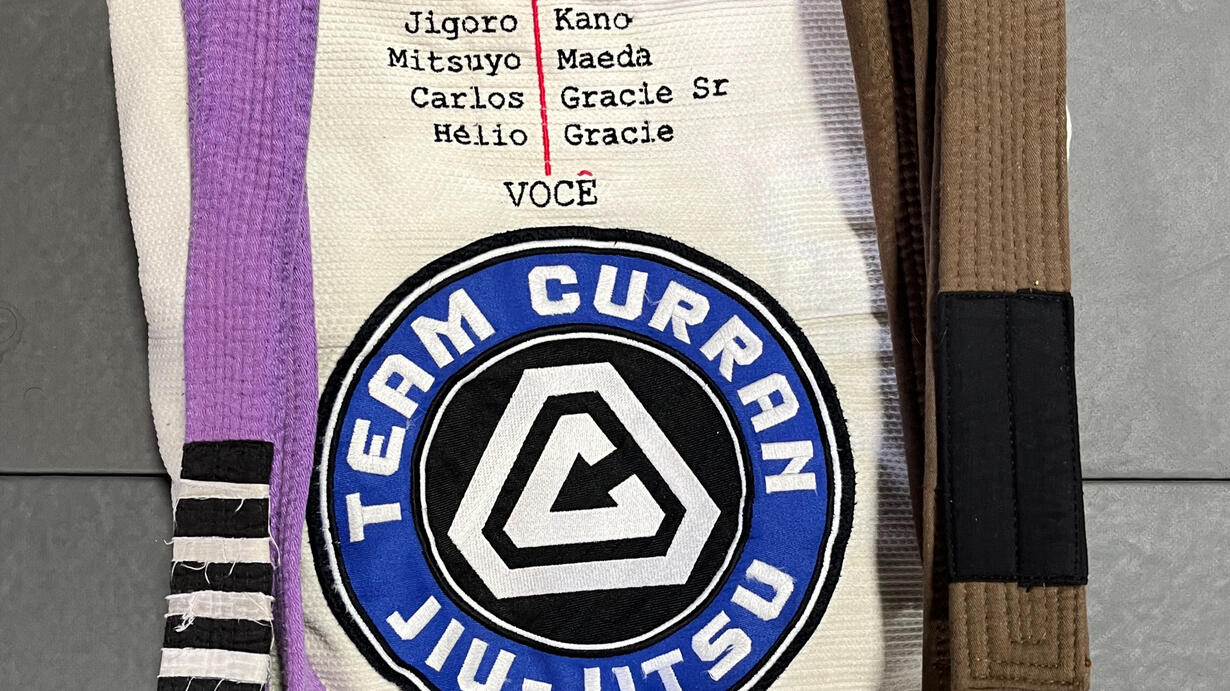 Jigoro Kano
Mitsuyo Maeda
Carlos Gracie Sr
Hélio Gracie
VOCÊ
TEAM CURRAN
JIU-JITSU